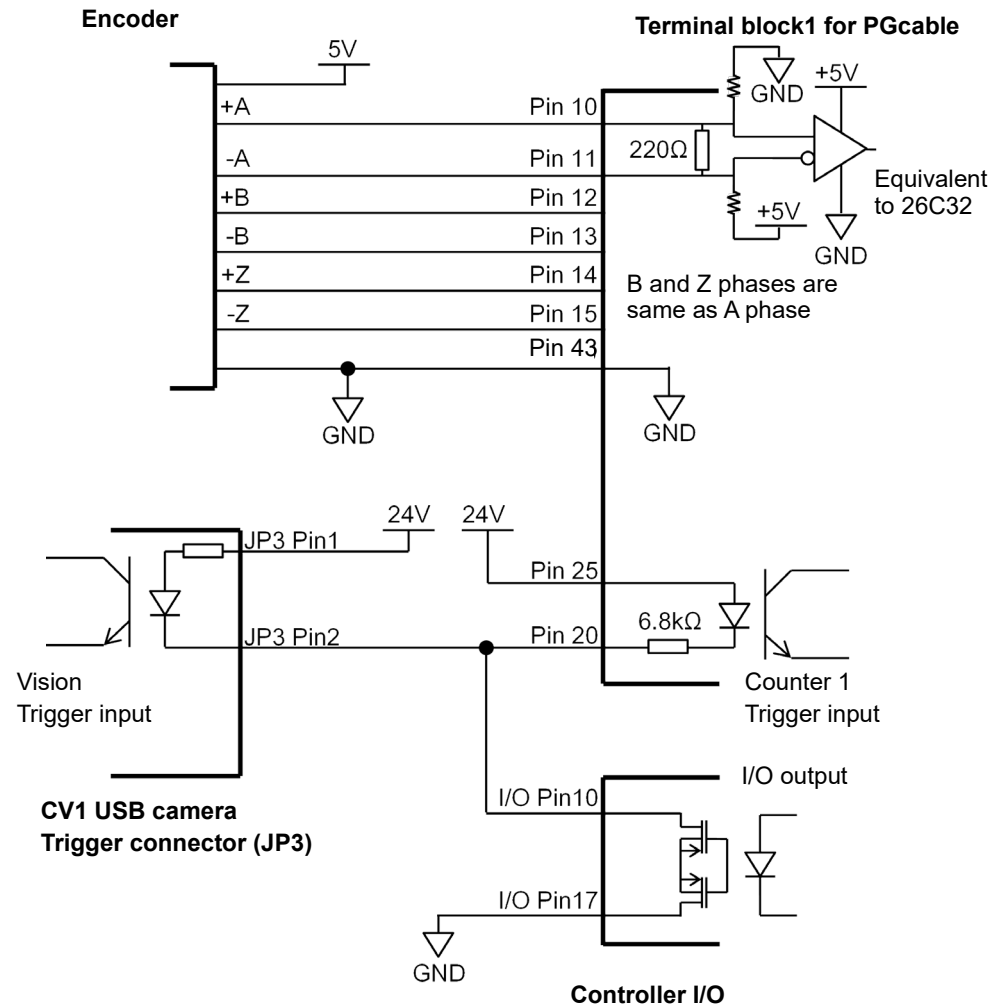 Encoder
Terminal block1 for PGcable
5V
+5V
GND
+A
Pin 10
-A
Pin 11
220Ω
Equivalent
to 26C32
+B
Pin 12
+5V
-B
Pin 13
GND
+Z
Pin 14
B and Z phases are
same as A phase
-Z
Pin 15
Pin 43
GND
GND
24V
24V
JP3 Pin1
Pin 25
6.8kΩ
JP3 Pin2
Pin 20
Vision
Trigger input
Counter 1
Trigger input
I/O output
I/O Pin10
CV1 USB camera
Trigger connector (JP3)
I/O Pin17
GND
Controller I/O